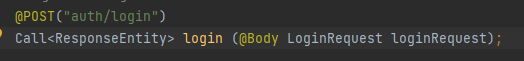 @POST("auth/login")
Call<ResponseEntity> login (@Body LoginRequest loginRequest);